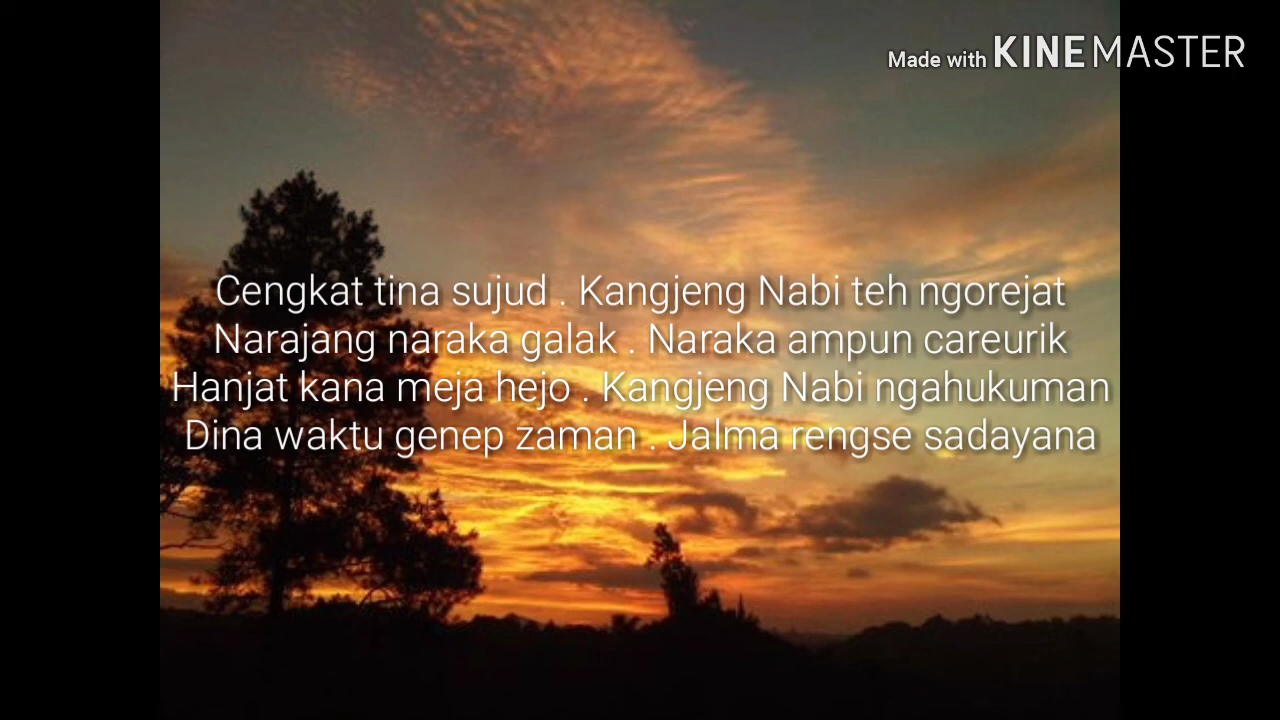 Made with KINEMASTER
Cengkat tina sujud . Kangjeng Nabi teh ngorejat
Narajang naraka galak . Naraka ampun careurik
Hanjat kana meja hejo . Kangjeng Nabi ngahukuman
Dina waktu genep zaman . Jalma rengse sadayana